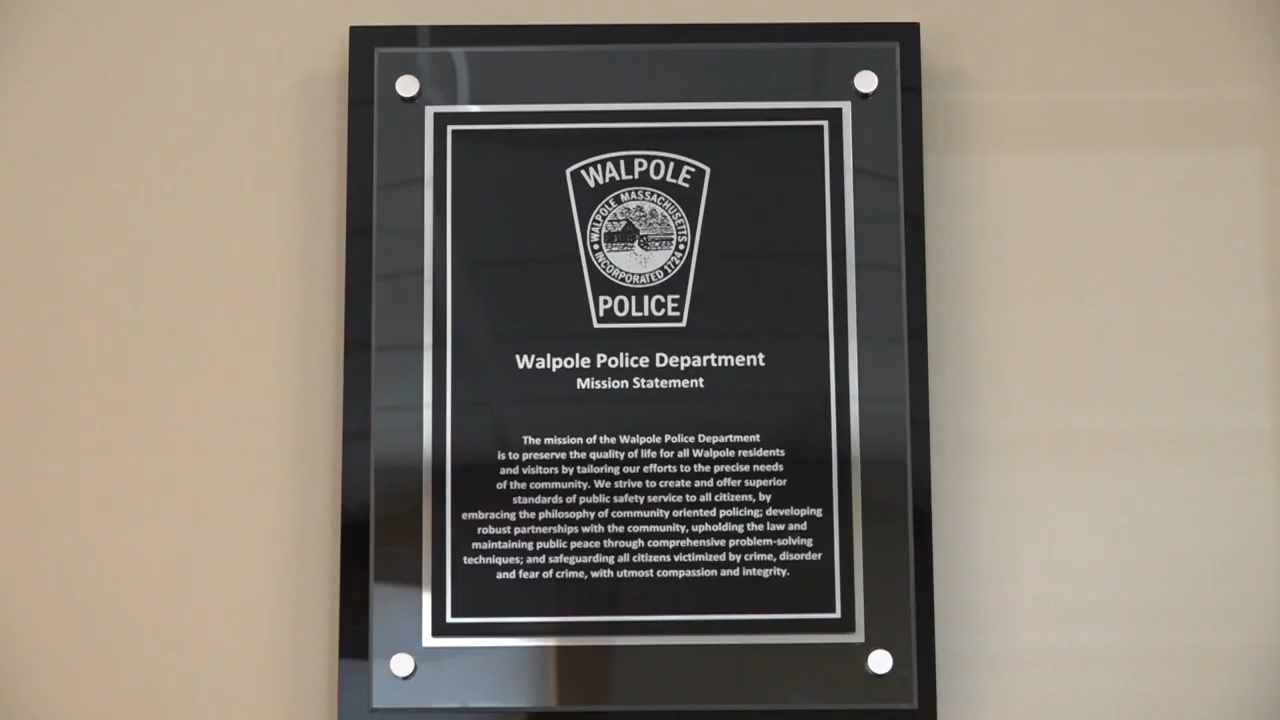 WALPOLE
WALPOLE MASSACHUSETTS
INCORPORATED 1724
POLICE
Walpole Police Department
Mission Statement
The mission of the Walpole Police Department
is to preserve the quality of life for all Walpole residents
and visitors by tailoring our efforts to the precise needs
of the community. We strive to create and offer superior
standards of public safety service to all citizens, by
embracing the philosophy of community oriented policing; developing
robust partnerships with the community, upholding the law and
maintaining public peace through comprehensive problem-solving
techniques; and safeguarding all citizens victimized by crime, disorder
and fear of crime, with utmost compassion and integrity.